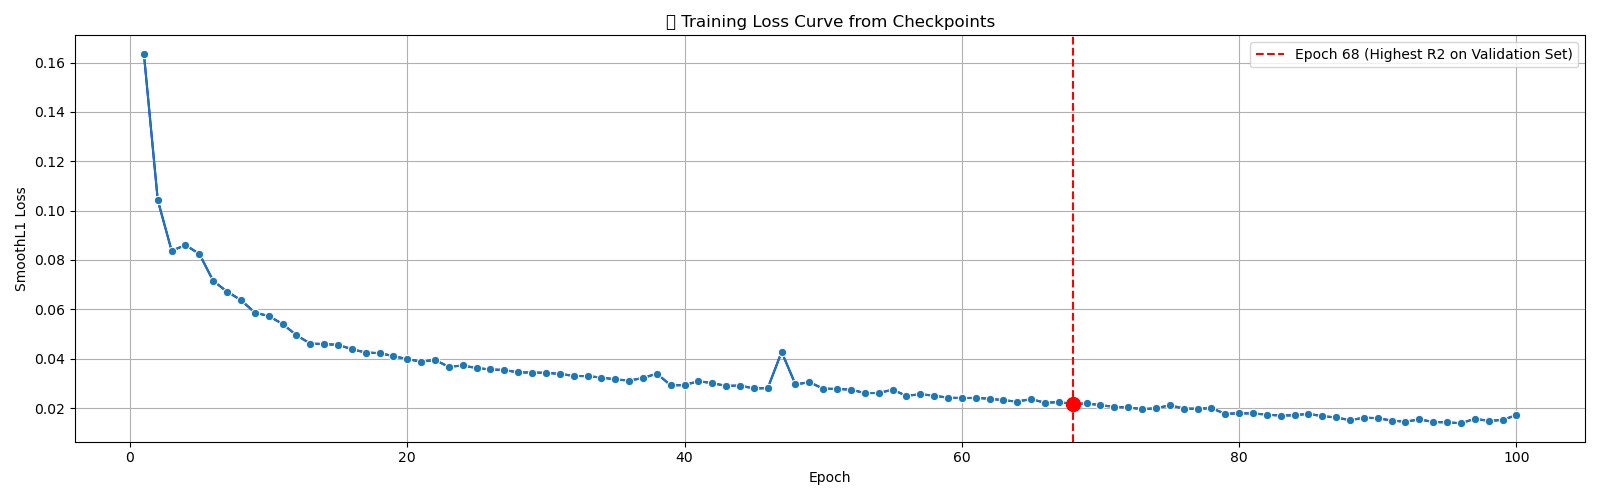 Training Loss Curve from Checkpoints
Epoch 68 (Highest R2 on Validation Set)
SmoothL1 Loss
0.16
0.14
0.12
0.10
0.08
0.06
0.04
0.02
0 20 40 60 80 100
Epoch